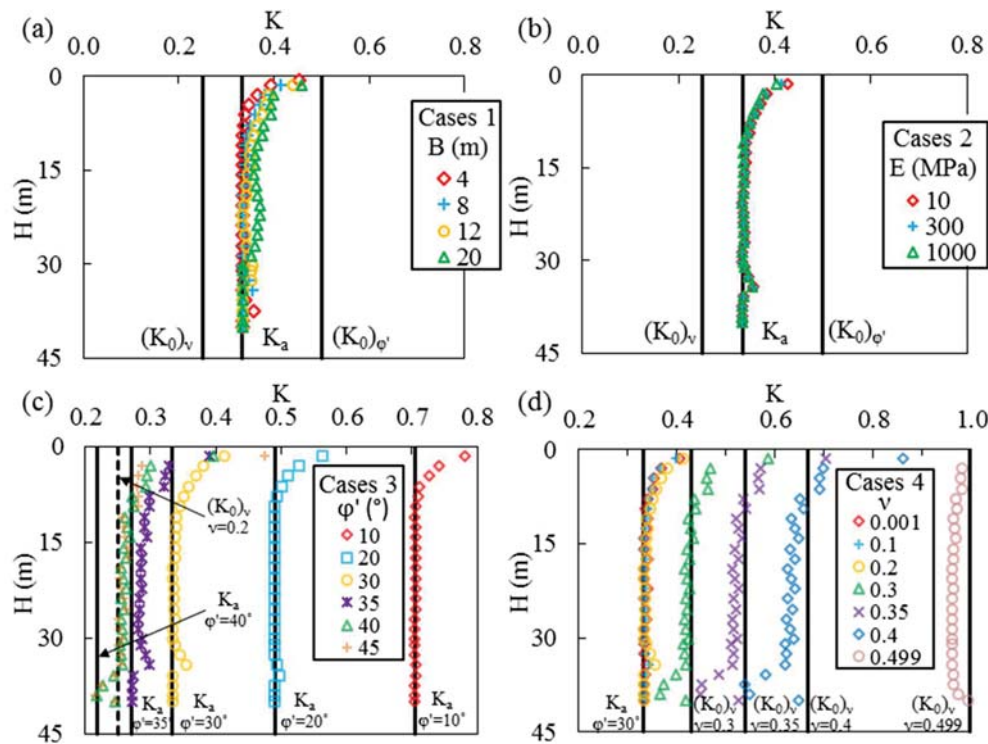 (a)
K
0.0 0.2 0.4 0.6 0.8
0
15
30
45
H (m)
Cases 1
B (m)
4
8
12
20
(K₀)ᵥ
Kₐ
(K₀)φ'
(b)
K
0.0 0.2 0.4 0.6 0.8
0
15
30
45
H (m)
Cases 2
E (MPa)
10
300
1000
(K₀)ᵥ
Kₐ
(K₀)φ'
(c)
K
0.2 0.3 0.4 0.5 0.6 0.7 0.8
0
15
30
45
H (m)
Cases 3
φ' (°)
10
20
30
35
40
45
(K₀)ᵥ
ν=0.2
Kₐ
φ'=40°
Kₐ
φ'=35°
Kₐ
φ'=30°
Kₐ
φ'=20°
Kₐ
φ'=10°
(d)
K
0.2 0.4 0.6 0.8 1.0
0
15
30
45
H (m)
Cases 4
ν
0.001
0.1
0.2
0.3
0.35
0.4
0.499
Kₐ
φ'=30°
(K₀)ᵥ
ν=0.3
(K₀)ᵥ
ν=0.35
(K₀)ᵥ
ν=0.4
(K₀)ᵥ
ν=0.499